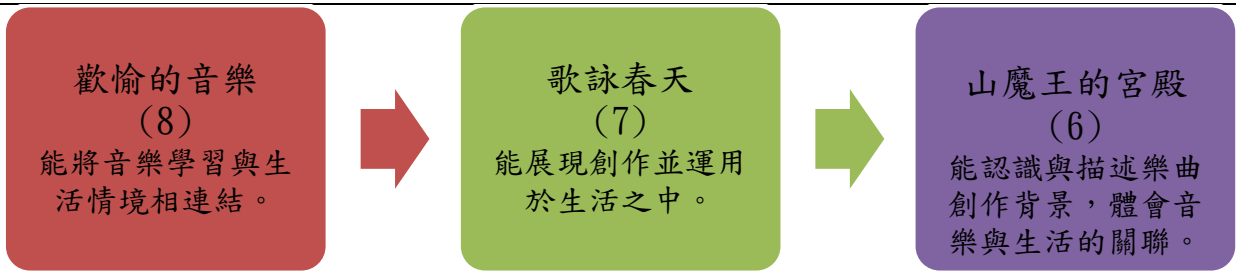 歡愉的音樂
(8)
能將音樂學習與生
活情境相連結。
歌詠春天
(7)
能展現創作並運用
於生活之中。
山魔王的宮殿
(6)
能認識與描述樂曲
創作背景，體會音
樂與生活的關聯。